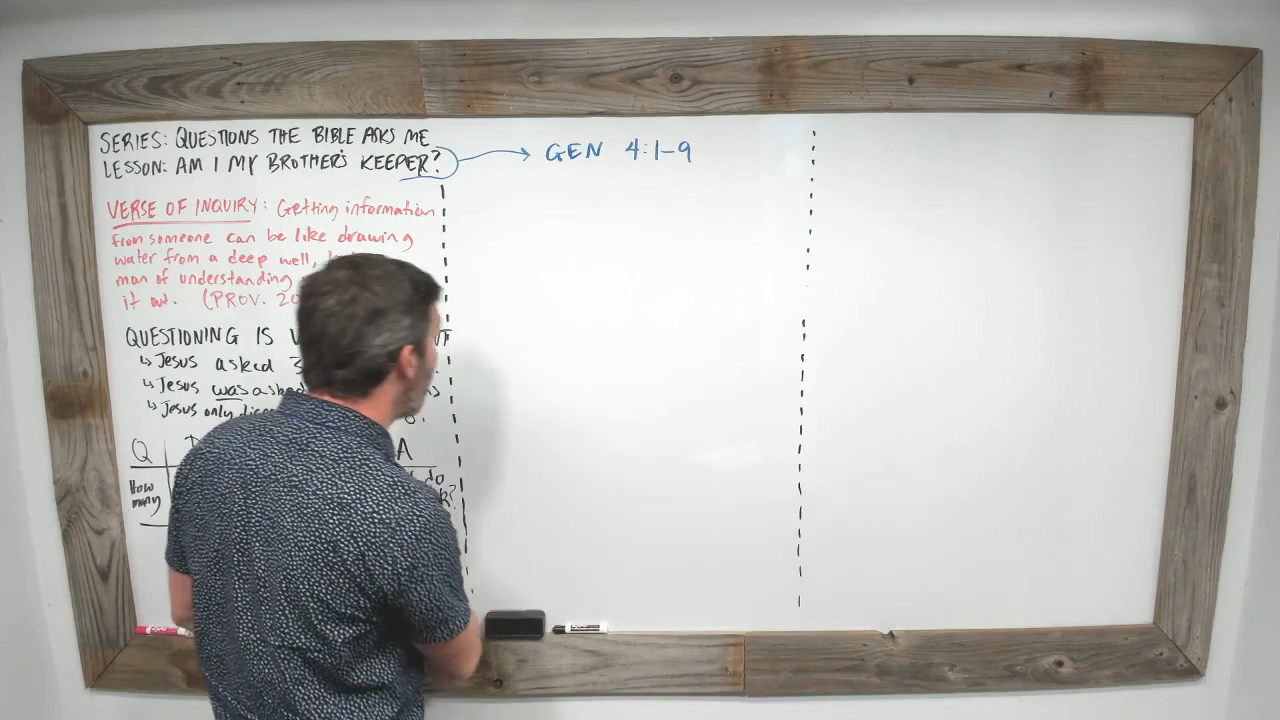 SERIES: QUESTIONS THE BIBLE ASKS ME
LESSON: AM I MY BROTHER'S KEEPER?
GEN 4:1-9
VERSE OF INQUIRY: Getting information
from someone can be like drawing
water from a deep well,
man of understanding
it out. (PROV. 20
QUESTIONING IS
↳ Jesus asked 3
↳ Jesus was asked
↳ Jesus only
Q A
How do
many